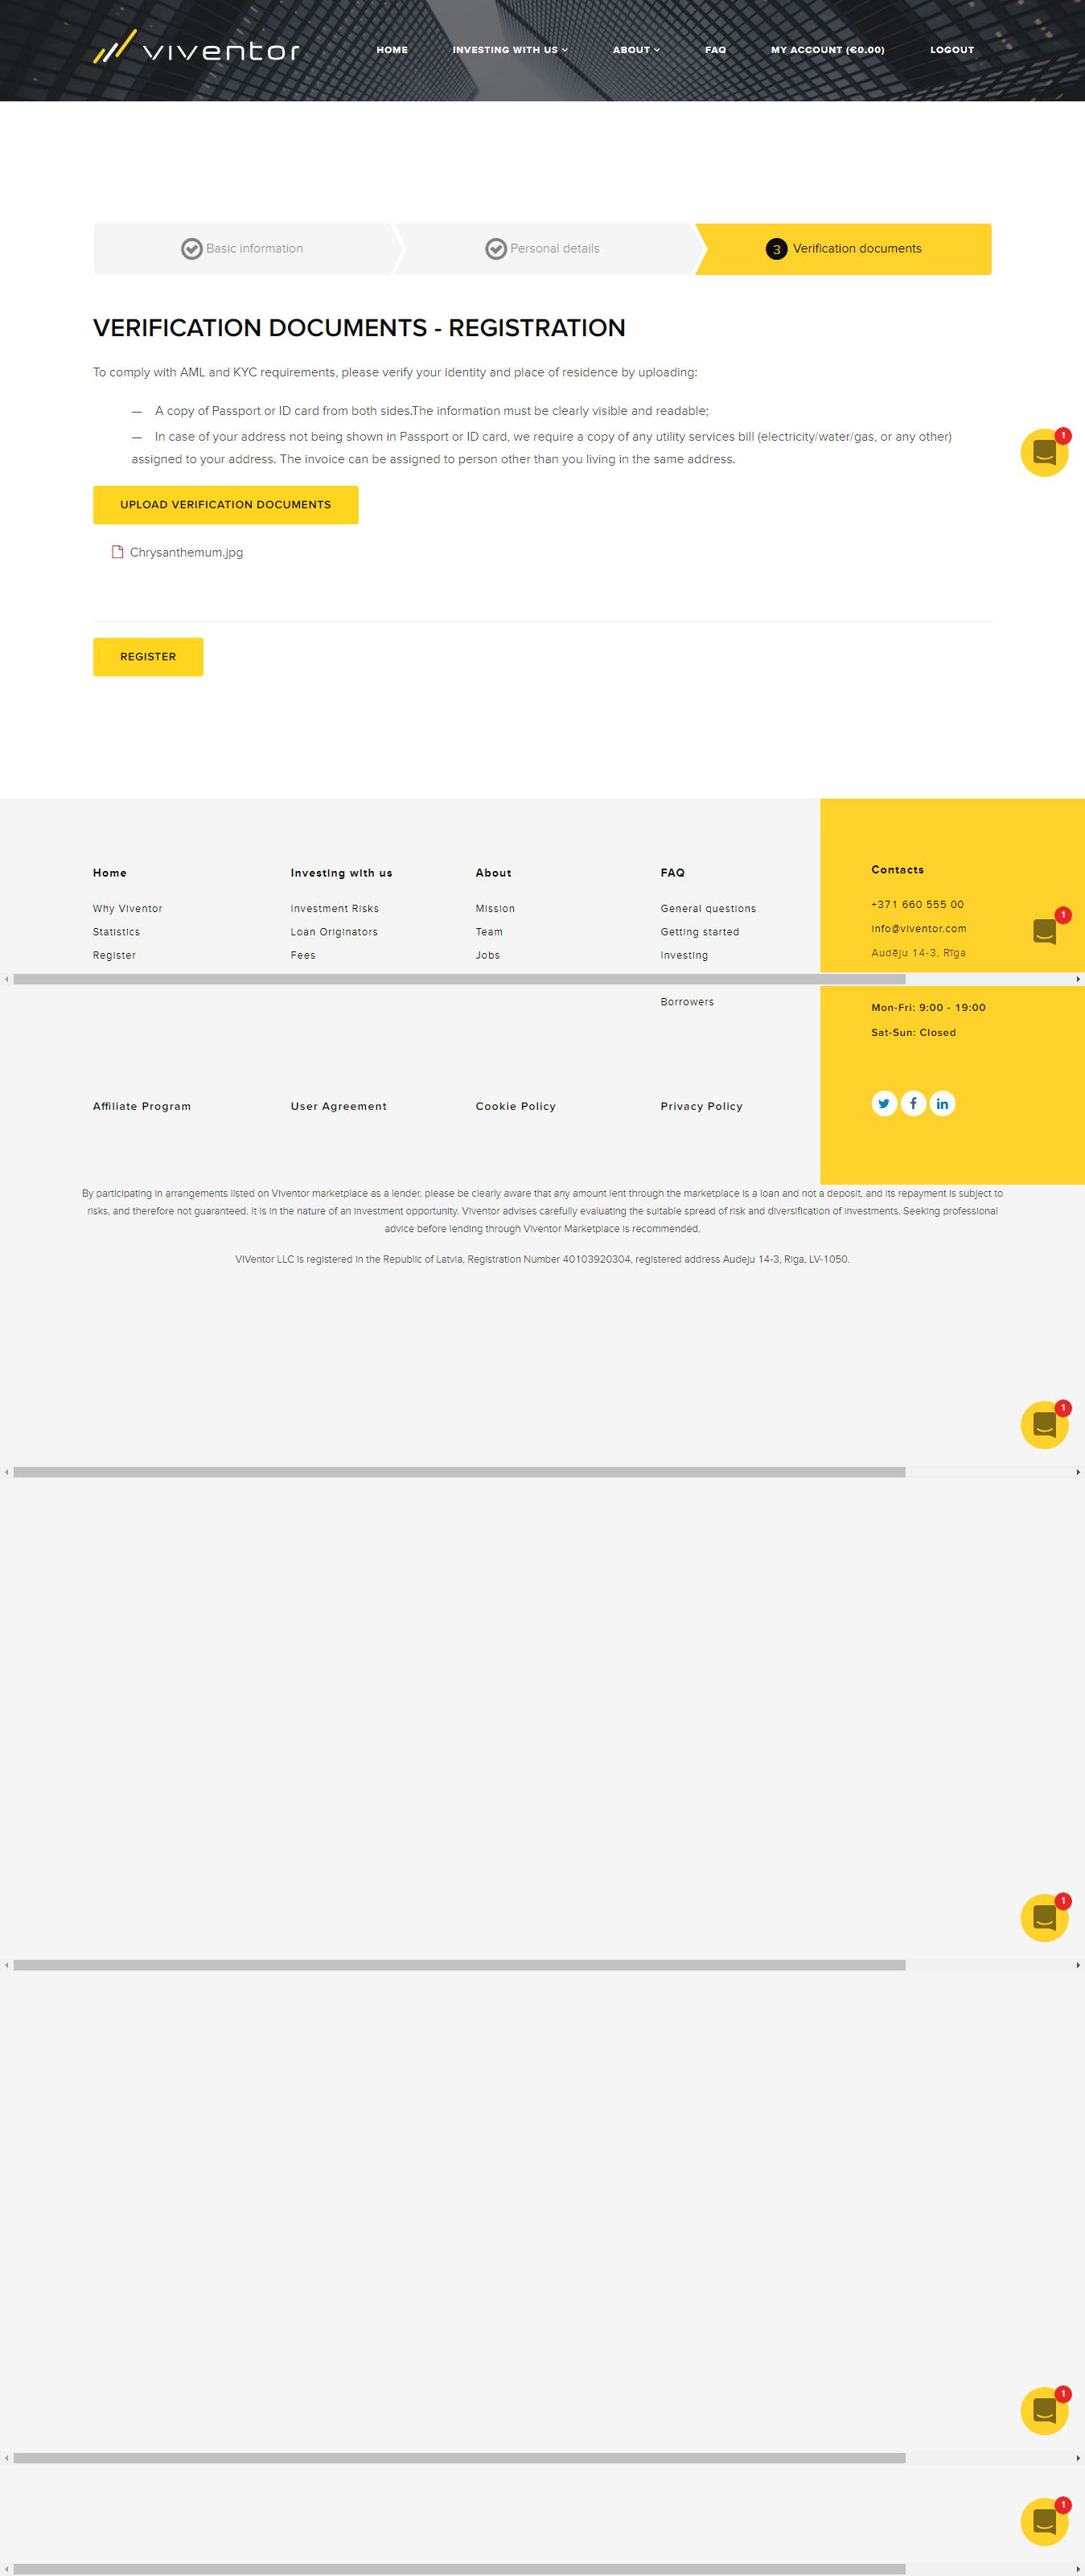 viventor
HOME
INVESTING WITH US
ABOUT
FAQ
MY ACCOUNT (€0.00)
LOGOUT
Basic information
Personal details
3 Verification documents
VERIFICATION DOCUMENTS - REGISTRATION
To comply with AML and KYC requirements, please verify your identity and place of residence by uploading:
— A copy of Passport or ID card from both sides.The information must be clearly visible and readable;
— In case of your address not being shown in Passport or ID card, we require a copy of any utility services bill (electricity/water/gas, or any other)
assigned to your address. The invoice can be assigned to person other than you living in the same address.
1
UPLOAD VERIFICATION DOCUMENTS
Chrysanthemum.jpg
REGISTER
Home
Why Viventor
Statistics
Register
Investing with us
Investment Risks
Loan Originators
Fees
About
Mission
Team
Jobs
FAQ
General questions
Getting started
Investing
Borrowers
Contacts
+371 660 555 00
info@viventor.com
Audēju 14-3, Rīga
1
Mon-Fri: 9:00 - 19:00
Sat-Sun: Closed
Affiliate Program
User Agreement
Cookie Policy
Privacy Policy
By participating in arrangements listed on Viventor marketplace as a lender, please be clearly aware that any amount lent through the marketplace is a loan and not a deposit, and its repayment is subject to
risks, and therefore not guaranteed. It is in the nature of an investment opportunity. Viventor advises carefully evaluating the suitable spread of risk and diversification of investments. Seeking professional
advice before lending through Viventor Marketplace is recommended.
ViVentor LLC is registered in the Republic of Latvia, Registration Number 40103920304, registered address Audeju 14-3, Riga, LV-1050.
1
1
1
1